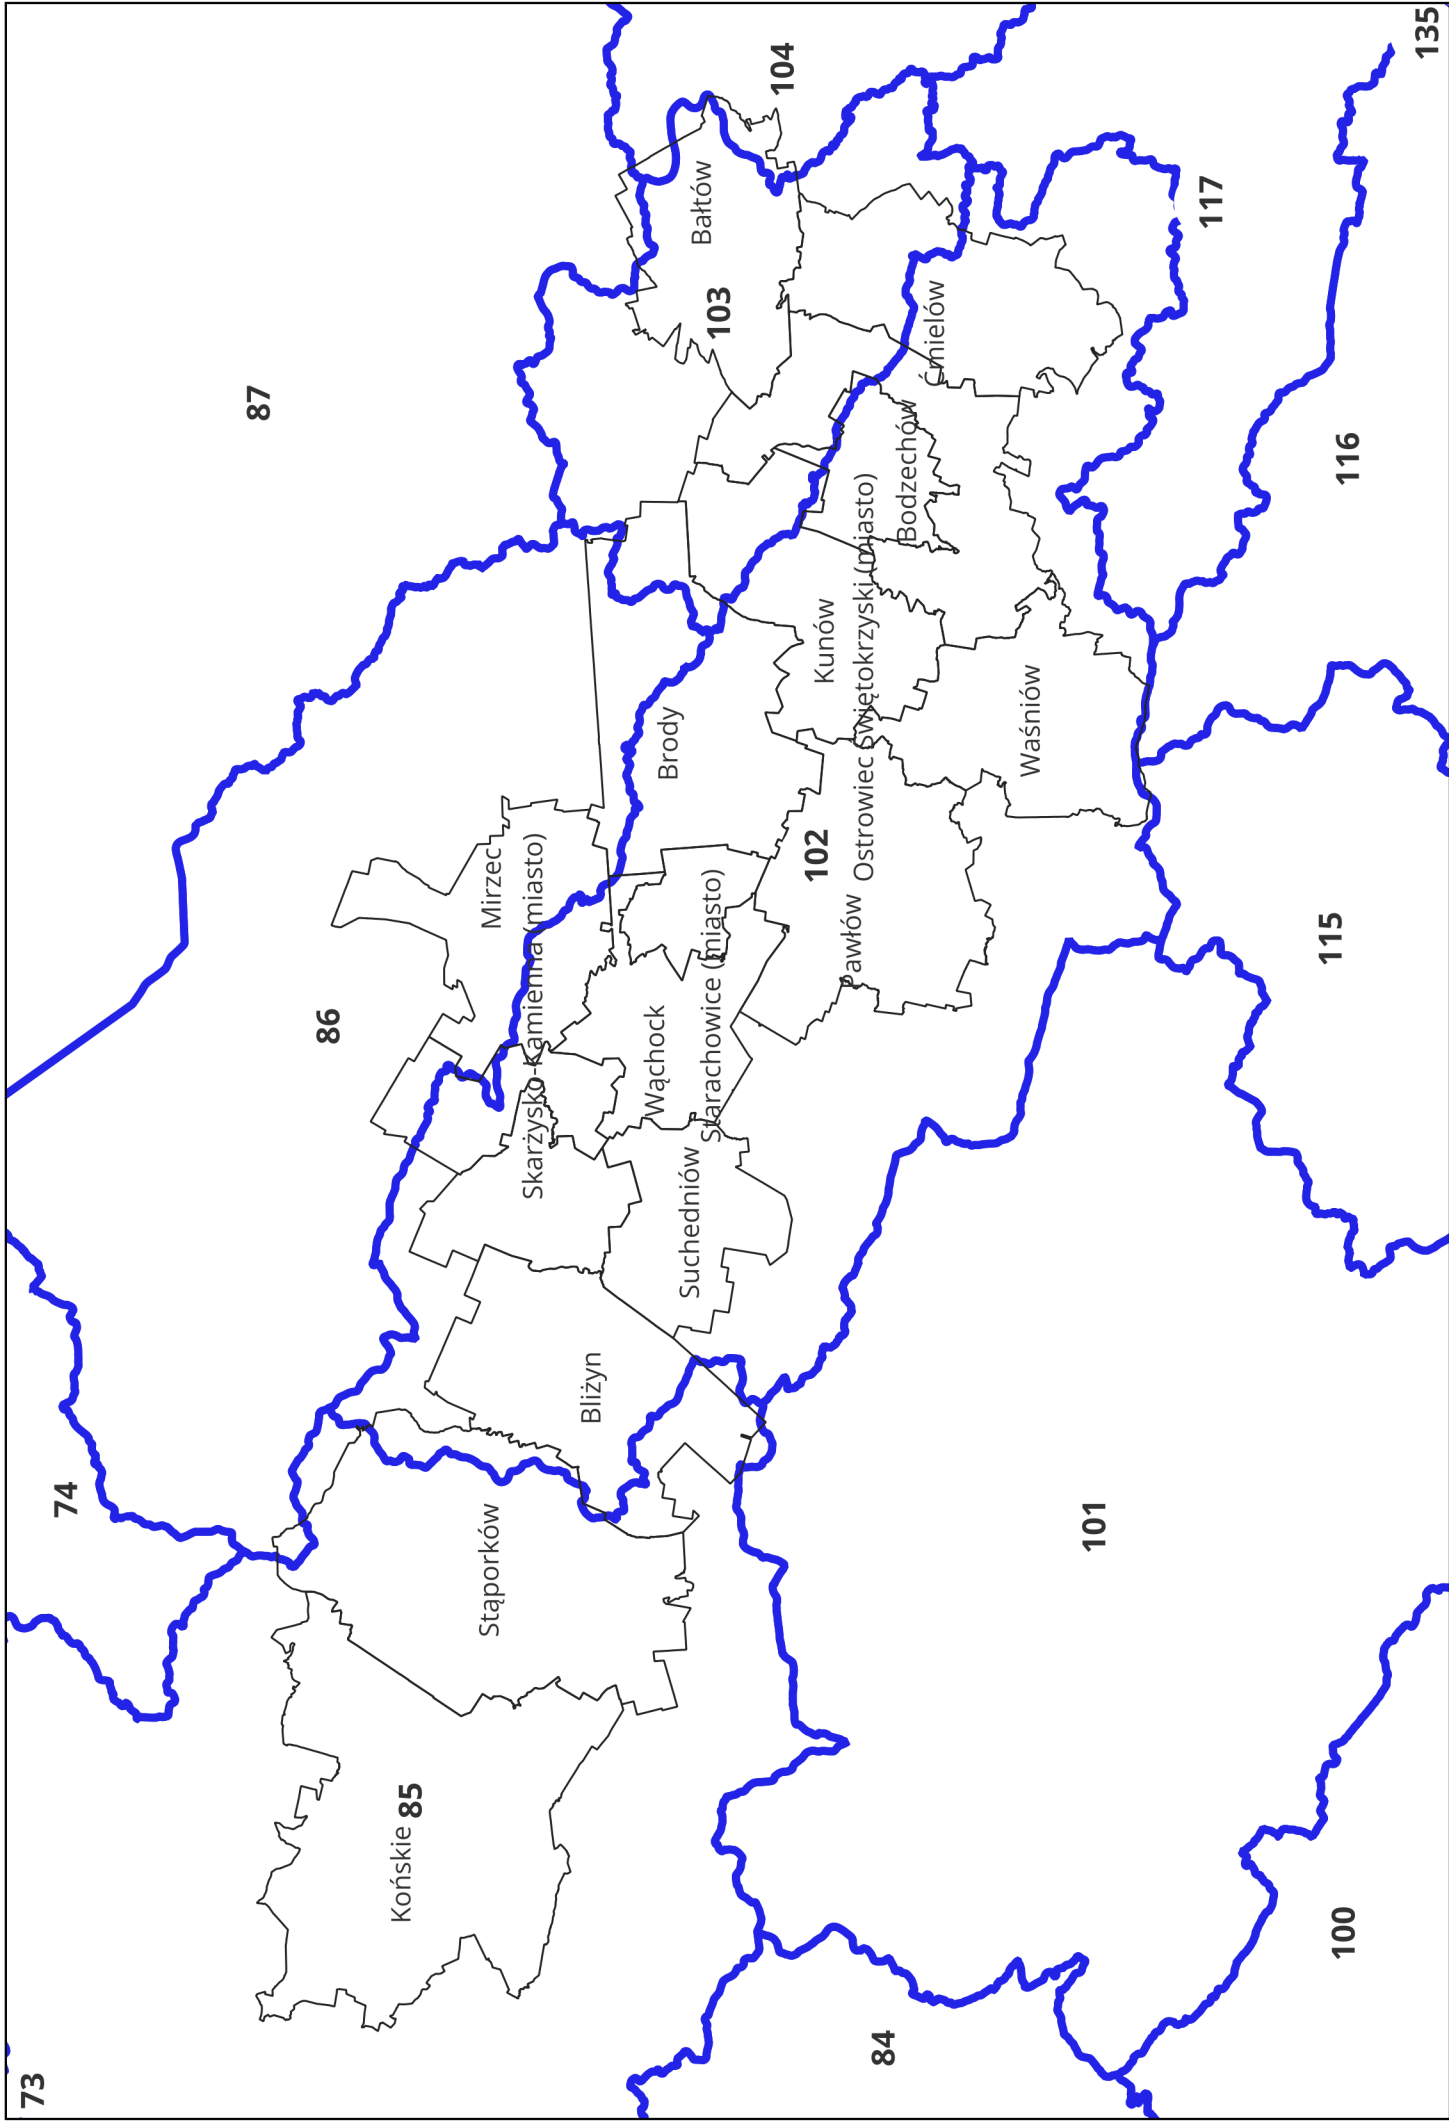 73
74
87
86
Końskie
85
Stąporków
Mirzec
Skarżysko-Kamienna (miasto)
Bliżyn
Wąchock
Brody
Suchedniów
Bałtów
Starachowice (miasto)
103
104
102
Kunów
Pawłów
Ostrowiec Świętokrzyski (miasto)
84
Bodzechów
Ćmielów
Waśniów
101
117
115
100
116
135